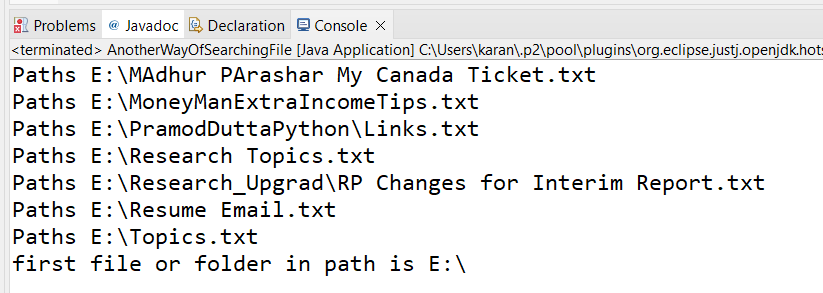 Problems @ Javadoc Declaration Console
<terminated> AnotherWayOfSearchingFile [Java Application] C:\Users\karan\.p2\pool\plugins\org.eclipse.justj.openjdk.hots
Paths E:\MAdhur PArashar My Canada Ticket.txt
Paths E:\MoneyManExtraIncomeTips.txt
Paths E:\PramodDuttaPython\Links.txt
Paths E:\Research Topics.txt
Paths E:\Research_Upgrad\RP Changes for Interim Report.txt
Paths E:\Resume Email.txt
Paths E:\Topics.txt
first file or folder in path is E:\